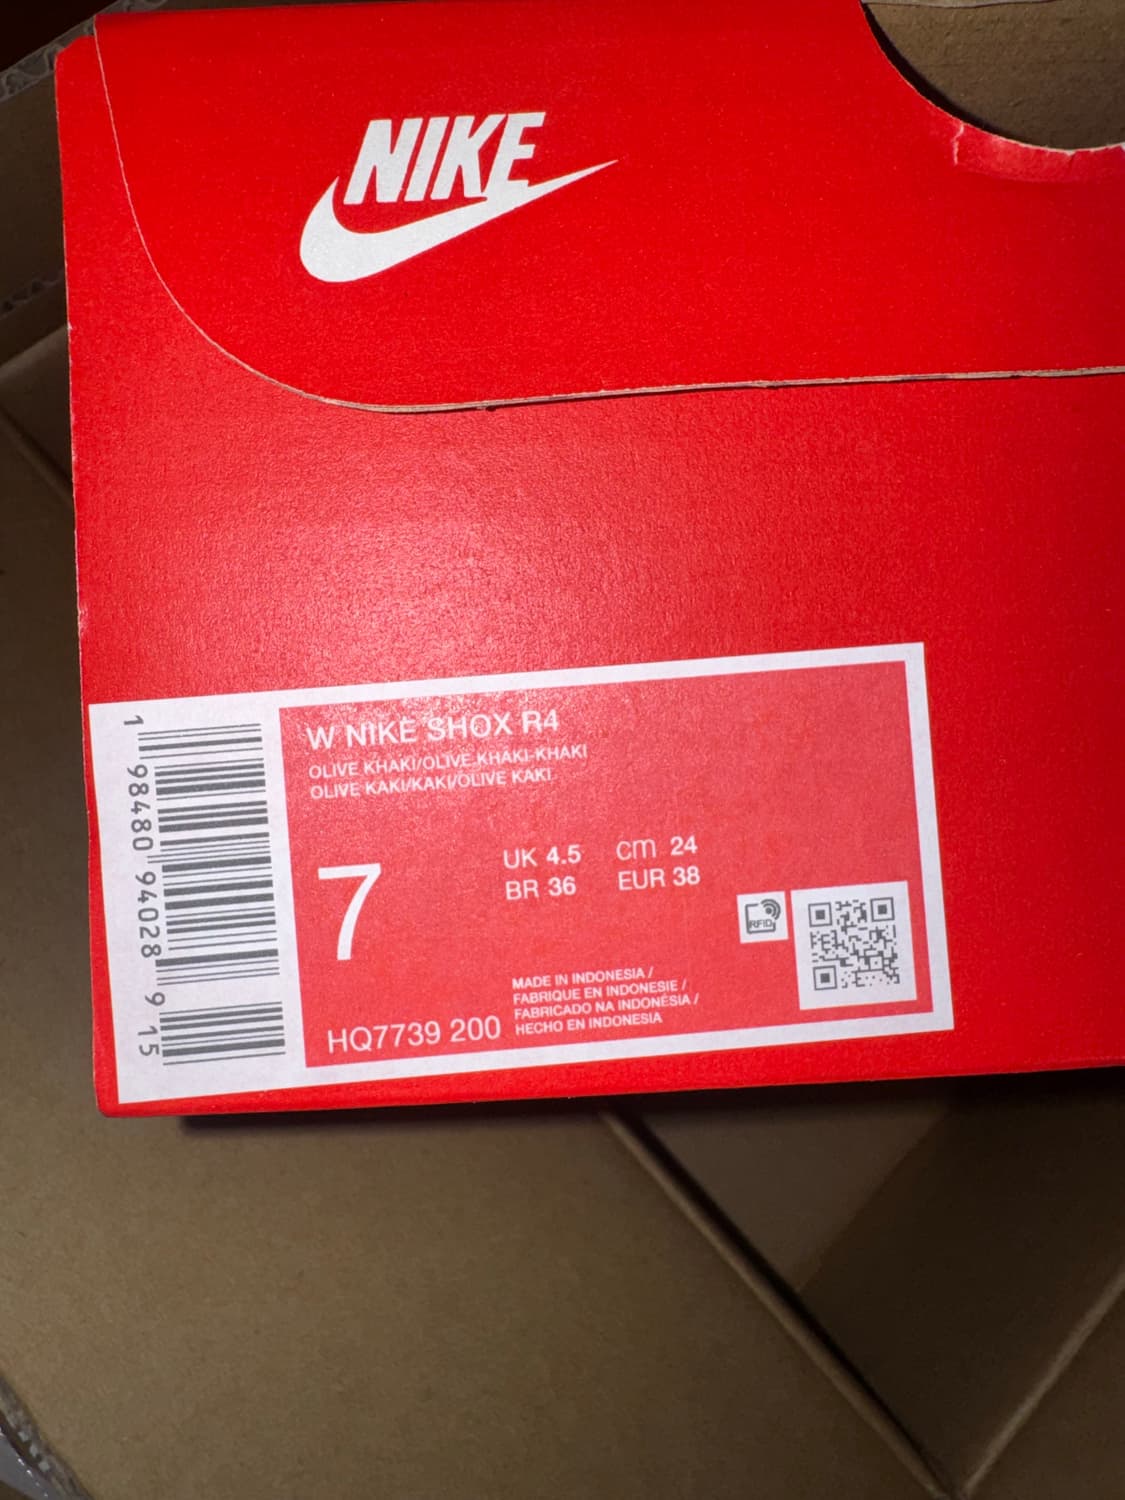 NIKE
W NIKE SHOX R4
OLIVE KHAKI/OLIVE KHAKI-KHAKI
OLIVE KAKI/KAKI/OLIVE KAKI
7
UK 4.5 cm 24
BR 36 EUR 38
RFID
MADE IN INDONESIA /
FABRIQUE EN INDONESIE /
FABRICADO NA INDONÉSIA /
HECHO EN INDONESIA
HQ7739 200
1 98480 94028 9 15